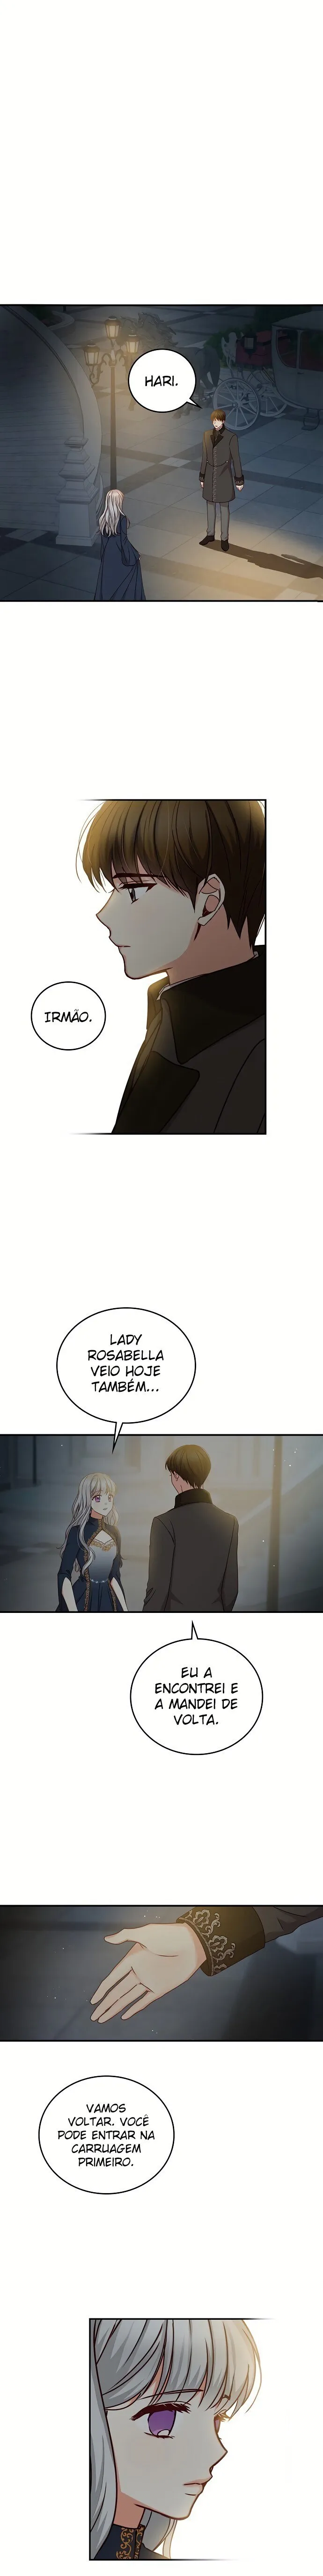 HARI.
IRMÃO.
LADY
ROSABELLA
VEIO HOJE
TAMBÉM...
EU A
ENCONTREI E
A MANDEI DE
VOLTA.
VAMOS
VOLTAR. VOCÊ
PODE ENTRAR NA
CARRUAGEM
PRIMEIRO.